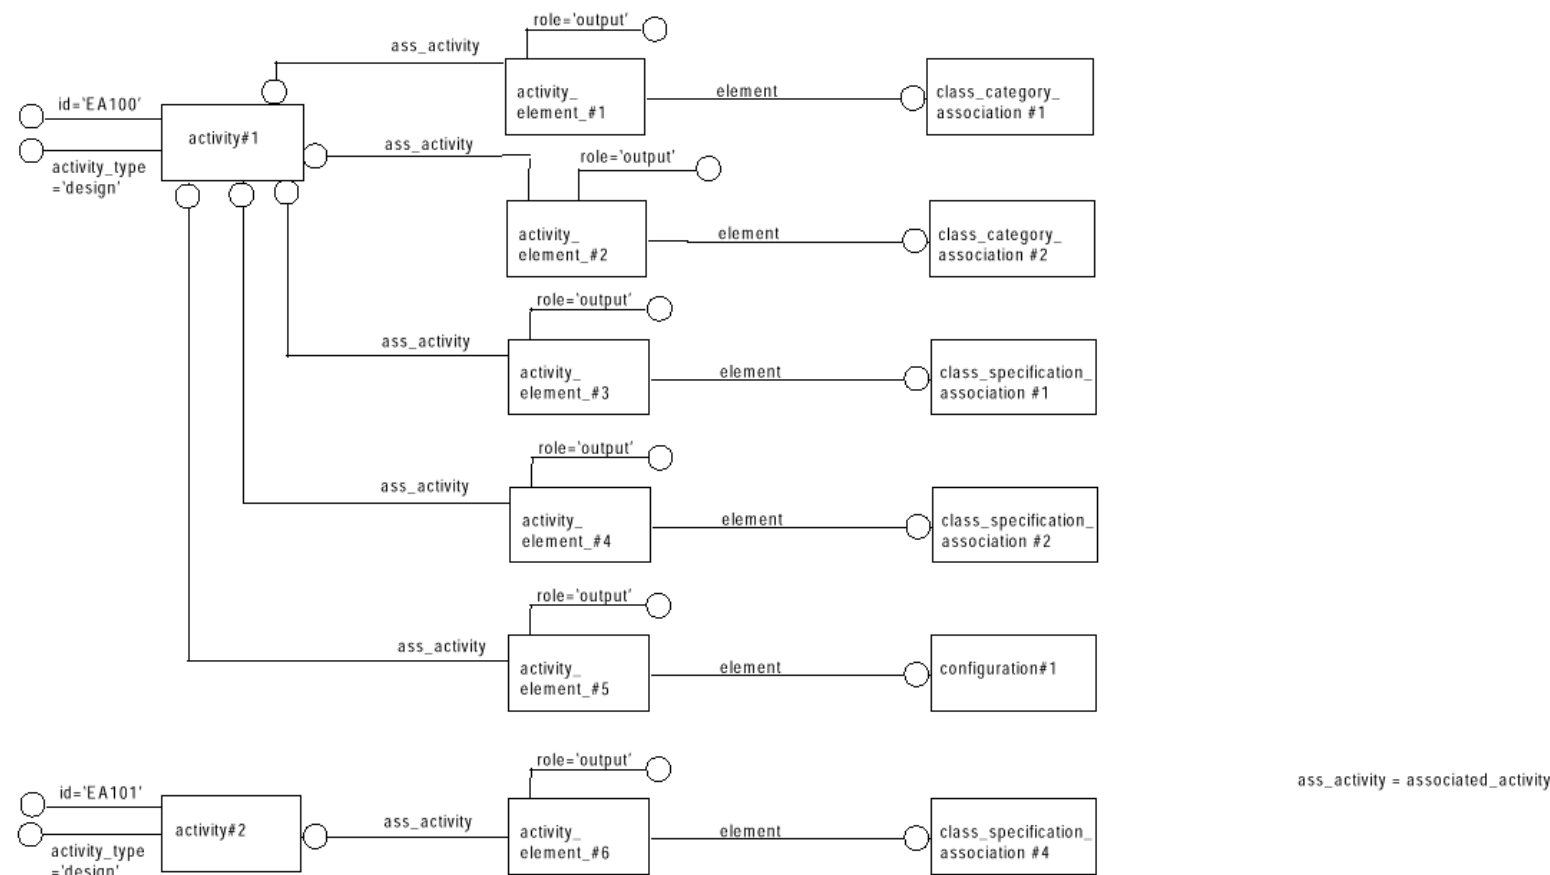 role='output'
ass_activity
activity_
element_#1
element
class_category_
association #1
id='EA100'
activity#1
activity_type
='design'
ass_activity
role='output'
activity_
element_#2
element
class_category_
association #2
role='output'
ass_activity
activity_
element_#3
element
class_specification_
association #1
role='output'
ass_activity
activity_
element_#4
element
class_specification_
association #2
role='output'
ass_activity
activity_
element_#5
element
configuration#1
role='output'
ass_activity = associated_activity
id='EA101'
activity#2
activity_type
='design'
ass_activity
activity_
element_#6
element
class_specification_
association #4